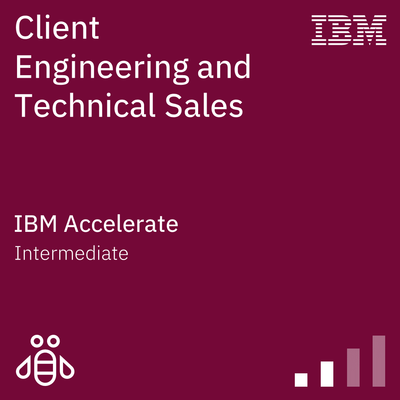 Client
Engineering and
Technical Sales
IBM
IBM Accelerate
Intermediate